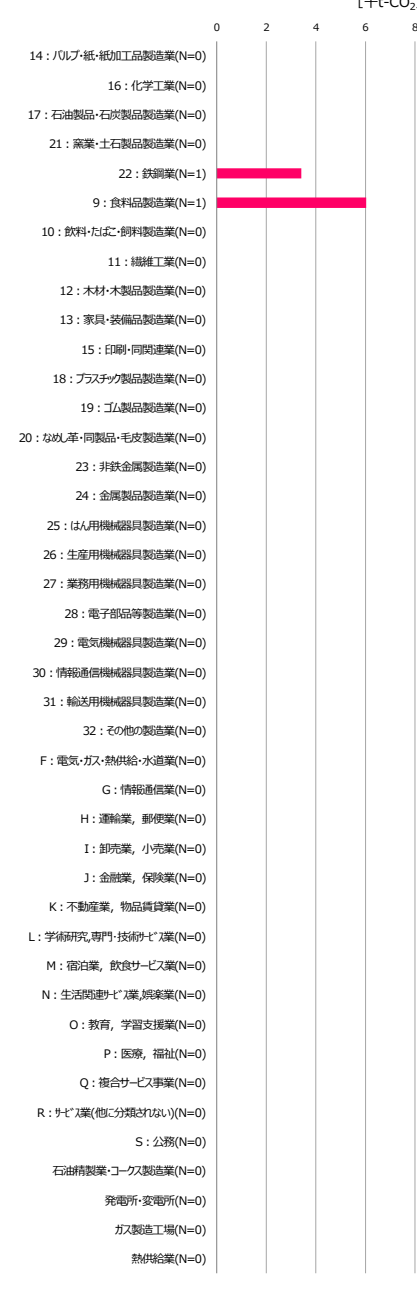 [千t-CO₂
0 2 4 6 8
14：パルプ・紙・紙加工品製造業(N=0)
16：化学工業(N=0)
17：石油製品・石炭製品製造業(N=0)
21：窯業・土石製品製造業(N=0)
22：鉄鋼業(N=1)
9：食料品製造業(N=1)
10：飲料・たばこ・飼料製造業(N=0)
11：繊維工業(N=0)
12：木材・木製品製造業(N=0)
13：家具・装備品製造業(N=0)
15：印刷・同関連業(N=0)
18：プラスチック製品製造業(N=0)
19：ゴム製品製造業(N=0)
20：なめし革・同製品・毛皮製造業(N=0)
23：非鉄金属製造業(N=0)
24：金属製品製造業(N=0)
25：はん用機械器具製造業(N=0)
26：生産用機械器具製造業(N=0)
27：業務用機械器具製造業(N=0)
28：電子部品等製造業(N=0)
29：電気機械器具製造業(N=0)
30：情報通信機械器具製造業(N=0)
31：輸送用機械器具製造業(N=0)
32：その他の製造業(N=0)
F：電気・ガス・熱供給・水道業(N=0)
G：情報通信業(N=0)
H：運輸業，郵便業(N=0)
I：卸売業，小売業(N=0)
J：金融業，保険業(N=0)
K：不動産業，物品賃貸業(N=0)
L：学術研究,専門・技術ｻｰﾋﾞｽ業(N=0)
M：宿泊業，飲食サービス業(N=0)
N：生活関連ｻｰﾋﾞｽ業,娯楽業(N=0)
O：教育，学習支援業(N=0)
P：医療，福祉(N=0)
Q：複合サービス事業(N=0)
R：ｻｰﾋﾞｽ業(他に分類されない)(N=0)
S：公務(N=0)
石油精製業・コークス製造業(N=0)
発電所・変電所(N=0)
ガス製造工場(N=0)
熱供給業(N=0)